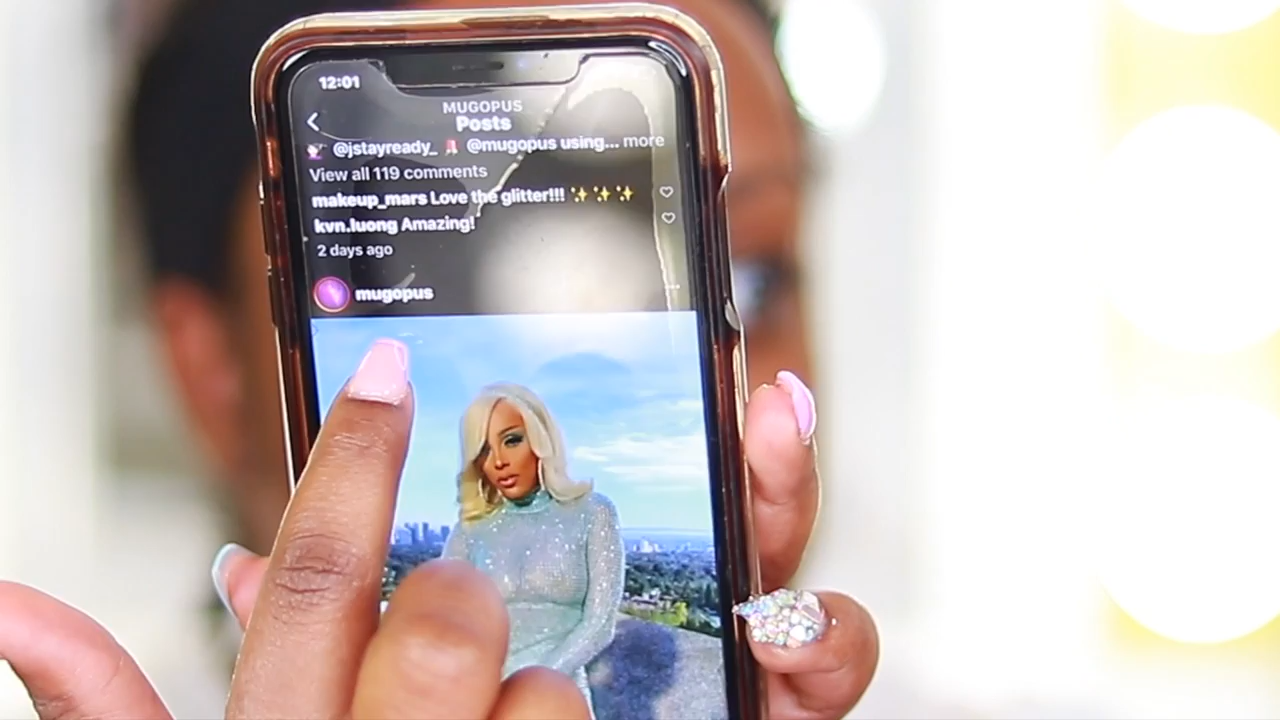 12:01
MUGOPUS
Posts
@jstayready_ @mugopus using... more
View all 119 comments
makeup_mars Love the glitter!!! ✨✨✨
kvn.luong Amazing!
2 days ago
mugopus